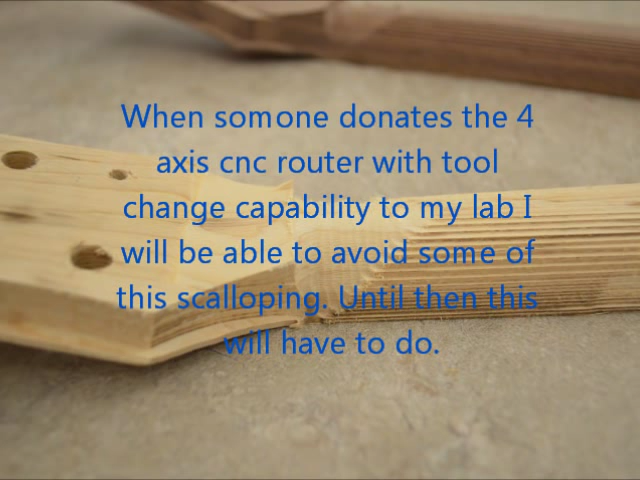 When somone donates the 4
axis cnc router with tool
change capability to my lab I
will be able to avoid some of
this scalloping. Until then this
will have to do.